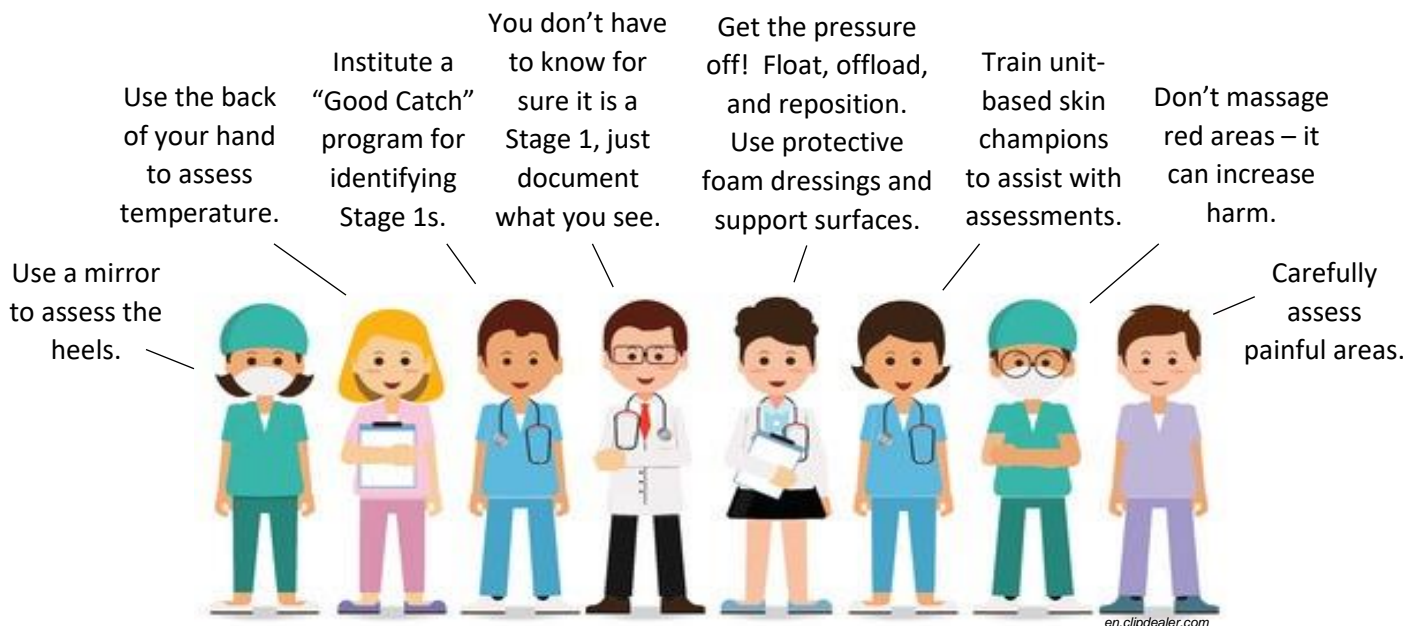 Use a mirror
to assess the
heels.
Use the back
of your hand
to assess
temperature.
Institute a
“Good Catch”
program for
identifying
Stage 1s.
You don’t have
to know for
sure it is a
Stage 1, just
document
what you see.
Get the pressure
off!  Float, offload,
and reposition.
Use protective
foam dressings and
support surfaces.
Train unit-
based skin
champions
to assist with
assessments.
Don’t massage
red areas – it
can increase
harm.
Carefully
assess
painful areas.
en.clipdealer.com